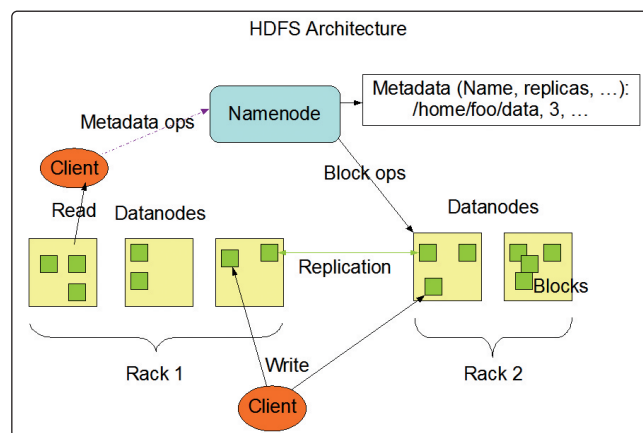 HDFS Architecture
Metadata (Name, replicas, …):
/home/foo/data, 3, …
Namenode
Metadata ops
Client
Block ops
Read
Datanodes
Datanodes
Replication
Blocks
Rack 1
Write
Rack 2
Client